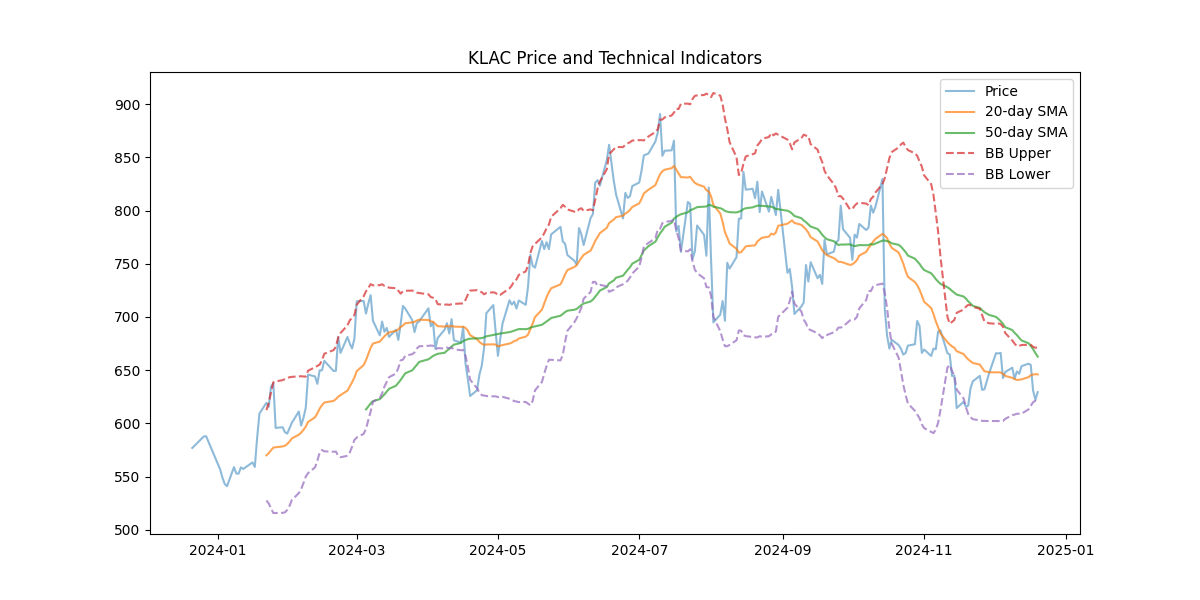 KLAC Price and Technical Indicators
900
850
800
750
700
650
600
550
500
Price
20-day SMA
50-day SMA
BB Upper
BB Lower
2024-01
2024-03
2024-05
2024-07
2024-09
2024-11
2025-01